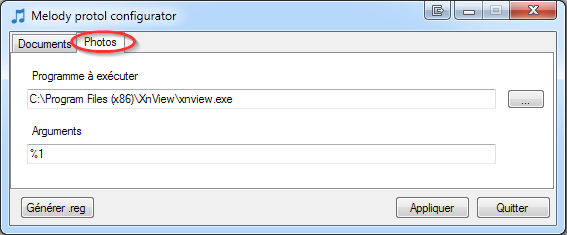 Melody protol configurator
Documents Photos
Programme à exécuter
C:\Program Files (x86)\XnView\xnview.exe ...
Arguments
%1
Générer .reg Appliquer Quitter